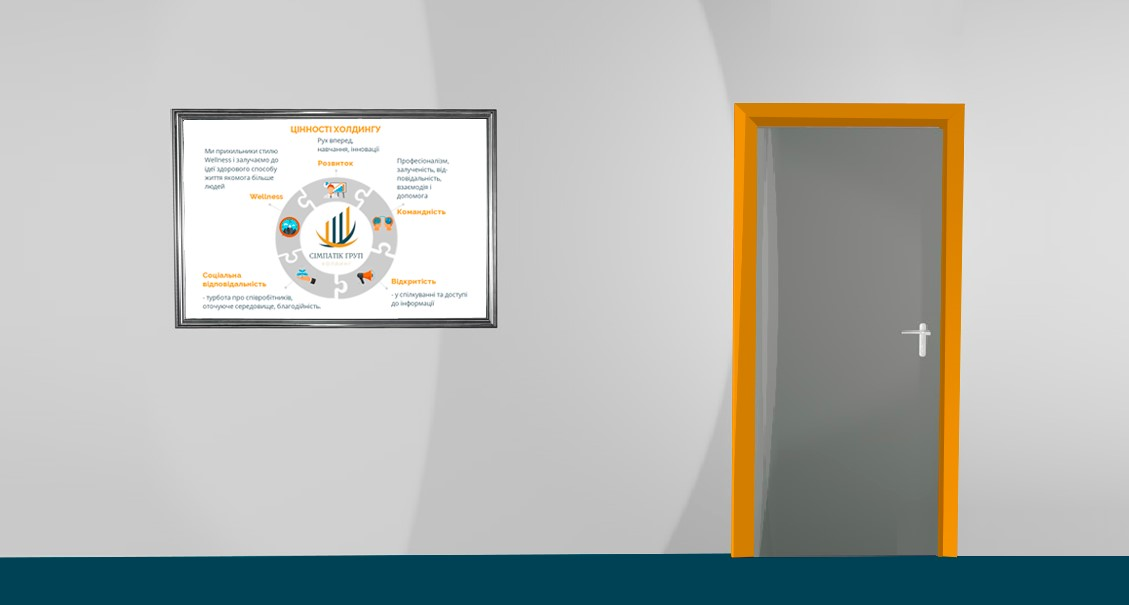 ЦІННОСТІ ХОЛДИНГУ
Рух вперед,
навчання, інновації
Розвиток
Ми прихильники стилю
Wellness і залучаємо до
ідеї здорового способу
життя якомога більше
людей
Wellness
Професіоналізм,
залученість, від-
повідальність,
взаємодія і
допомога
Командність
СІМПАТІК ГРУП
Соціальна
відповідальність
- турбота про співробітників,
оточуюче середовище, благодійність.
Відкритість
- у спілкуванні та доступі
до інформації